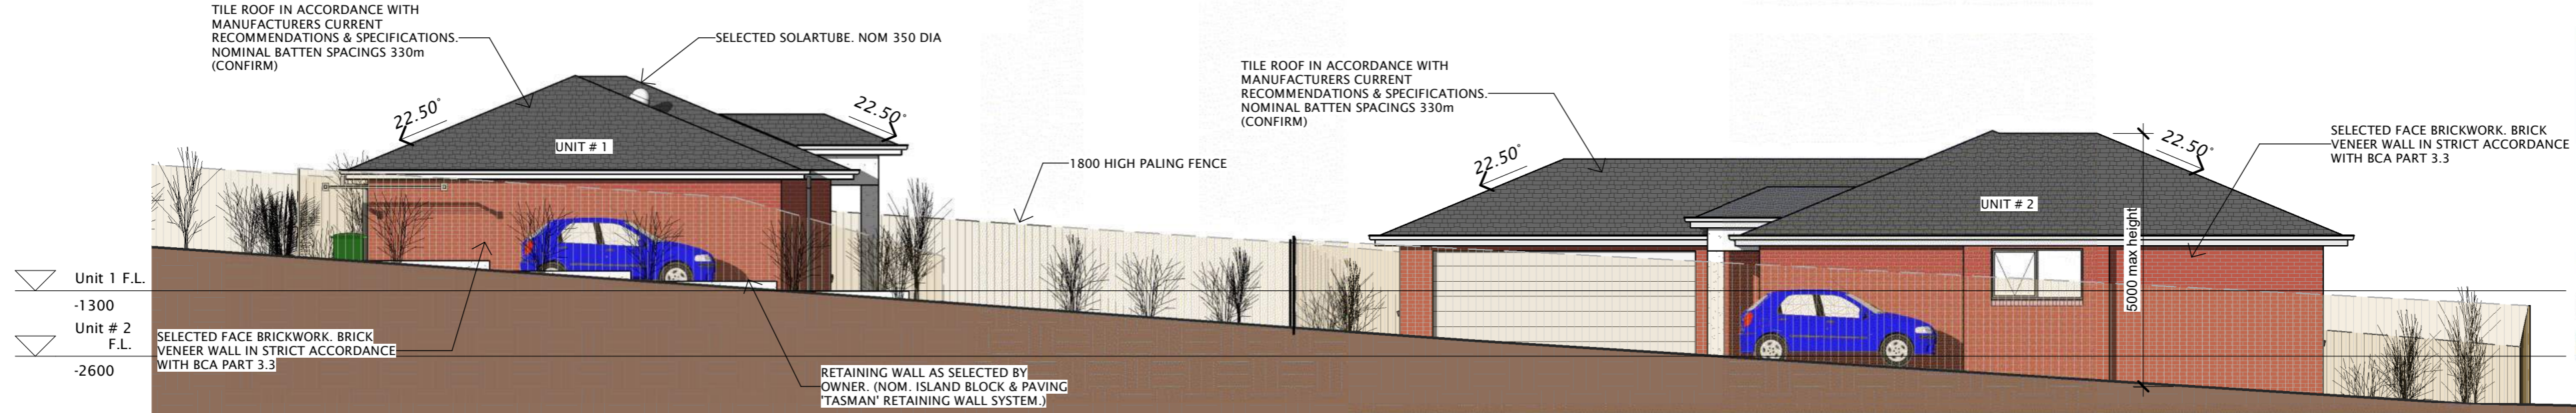 TILE ROOF IN ACCORDANCE WITH
MANUFACTURERS CURRENT
RECOMMENDATIONS & SPECIFICATIONS.
NOMINAL BATTEN SPACINGS 330m
(CONFIRM)
SELECTED SOLARTUBE. NOM 350 DIA
22.50°
22.50°
UNIT # 1
1800 HIGH PALING FENCE
TILE ROOF IN ACCORDANCE WITH
MANUFACTURERS CURRENT
RECOMMENDATIONS & SPECIFICATIONS.
NOMINAL BATTEN SPACINGS 330m
(CONFIRM)
22.50°
22.50°
SELECTED FACE BRICKWORK. BRICK
VENEER WALL IN STRICT ACCORDANCE
WITH BCA PART 3.3
UNIT # 2
5000 max height
Unit 1 F.L.
-1300
Unit # 2
F.L.
-2600
SELECTED FACE BRICKWORK. BRICK
VENEER WALL IN STRICT ACCORDANCE
WITH BCA PART 3.3
RETAINING WALL AS SELECTED BY
OWNER. (NOM. ISLAND BLOCK & PAVING
'TASMAN' RETAINING WALL SYSTEM.)